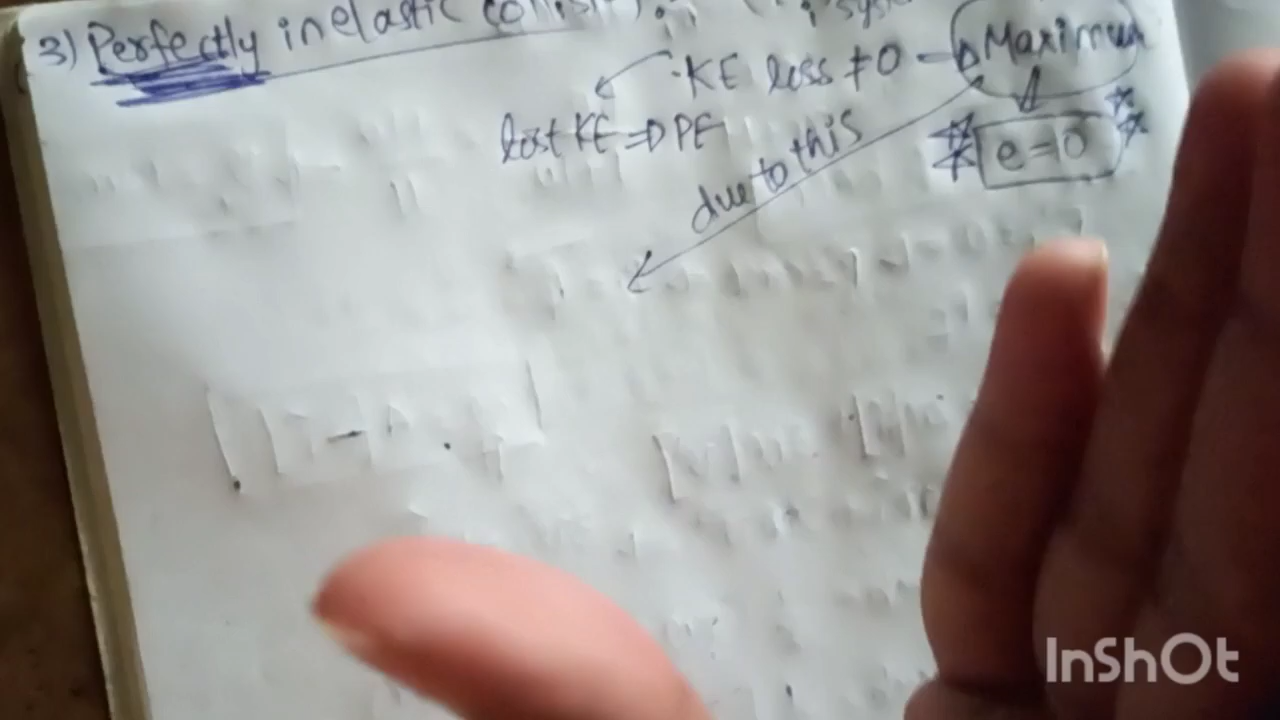 3) Perfectly inelastic
KE loss ≠ 0 → Maximum
lost KE ⇒ PE
e = 0
due to this
InShOt